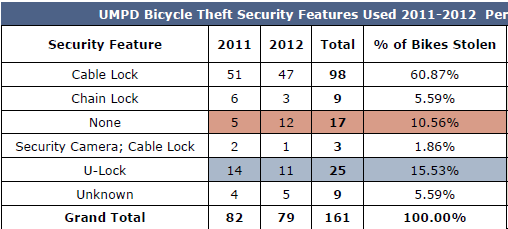 UMPD Bicycle Theft Security Features Used 2011-2012
Security Feature 2011 2012 Total % of Bikes Stolen
Cable Lock 51 47 98 60.87%
Chain Lock 6 3 9 5.59%
None 5 12 17 10.56%
Security Camera; Cable Lock 2 1 3 1.86%
U-Lock 14 11 25 15.53%
Unknown 4 5 9 5.59%
Grand Total 82 79 161 100.00%